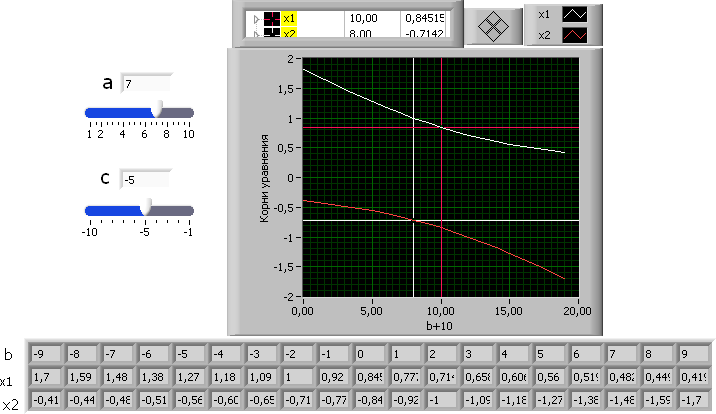 x1 10,00 0,84515
x2 8,00 -0,7142
x1
x2
a 7
1 2 4 6 8 10
c -5
-10 -5 -1
Корни уравнения
2
1,5
1
0,5
0
-0,5
-1
-1,5
-2
0,00 5,00 10,00 15,00 20,00
b+10
b -9 -8 -7 -6 -5 -4 -3 -2 -1 0 1 2 3 4 5 6 7 8 9
x1 1,7 1,59 1,48 1,38 1,27 1,18 1,09 1 0,92 0,845 0,777 0,714 0,658 0,606 0,56 0,519 0,482 0,449 0,419
x2 -0,41 -0,44 -0,48 -0,51 -0,56 -0,60 -0,65 -0,71 -0,77 -0,84 -0,92 -1 -1,09 -1,18 -1,27 -1,38 -1,48 -1,59 -1,7